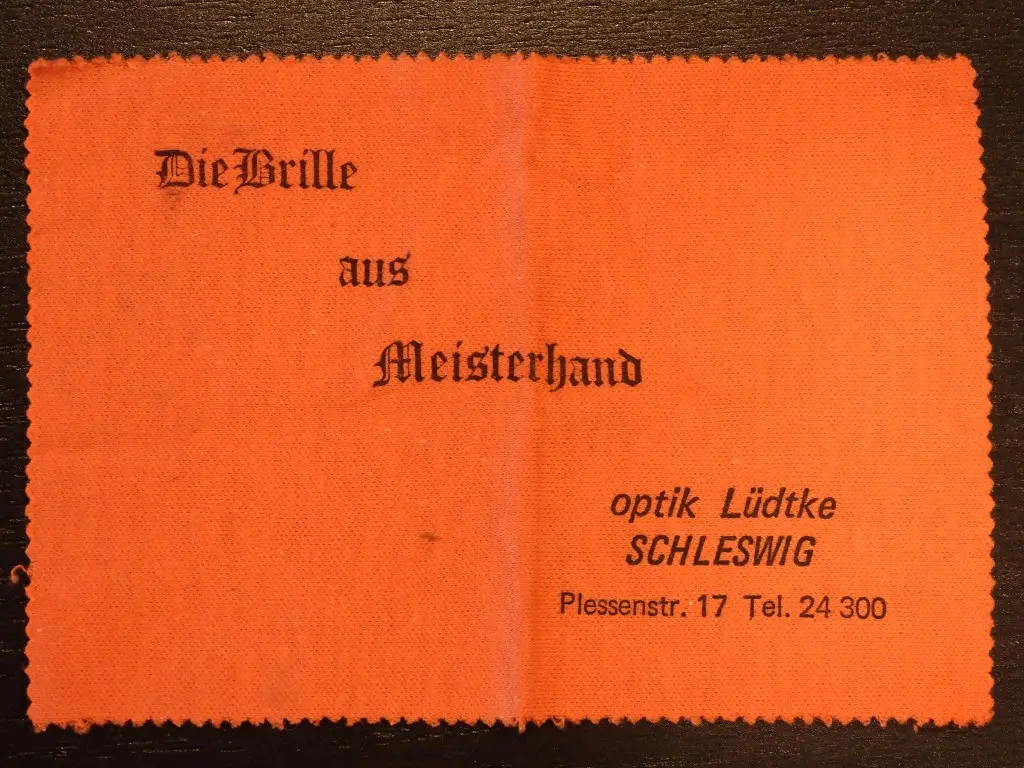 Die Brille
aus
Meisterhand
optik Lüdtke
SCHLESWIG
Plessenstr. 17 Tel. 24 300